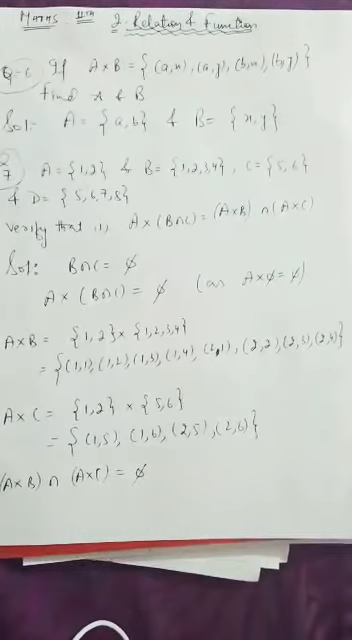 MATHS 11th 2. Relation & Function
Q-6 If A×B = {(a,x),(a,y),(b,x),(b,y)}
find A & B
Sol:- A = {a,b} & B = {x,y}
Q 7 A = {1,2} & B = {1,2,3,4}, C = {5,6}
& D = {5,6,7,8}
verify that i), A×(B∩C) = (A×B) ∩ (A×C)
Sol: B∩C = φ
A×(B∩C) = φ (as A×φ = φ)
A×B = {1,2} × {1,2,3,4}
= {(1,1),(1,2),(1,3),(1,4),(2,1),(2,2),(2,3),(2,4)}
A×C = {1,2} × {5,6}
= {(1,5),(1,6),(2,5),(2,6)}
(A×B) ∩ (A×C) = φ